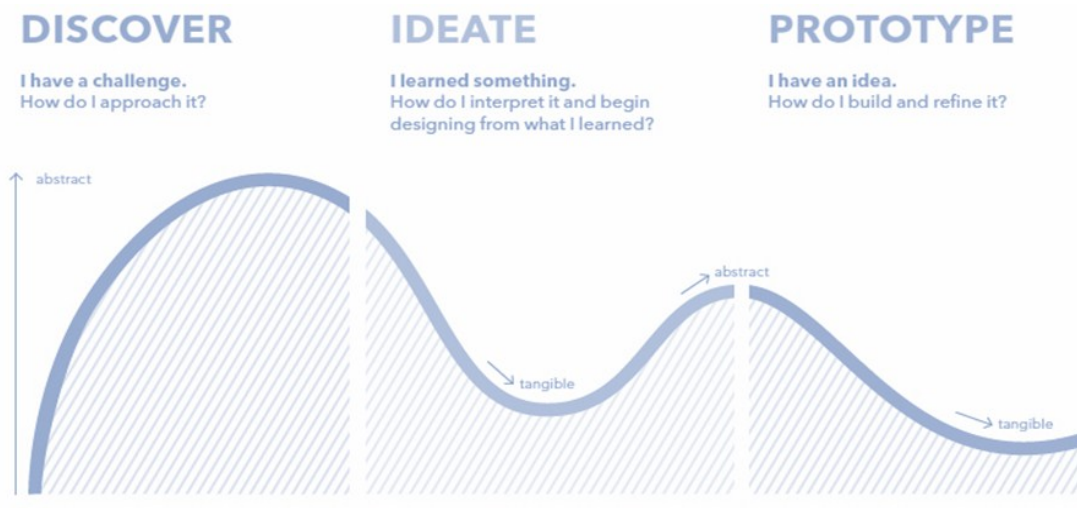 DISCOVER
I have a challenge.
How do I approach it?
IDEATE
I learned something.
How do I interpret it and begin
designing from what I learned?
PROTOTYPE
I have an idea.
How do I build and refine it?
abstract
tangible
abstract
tangible